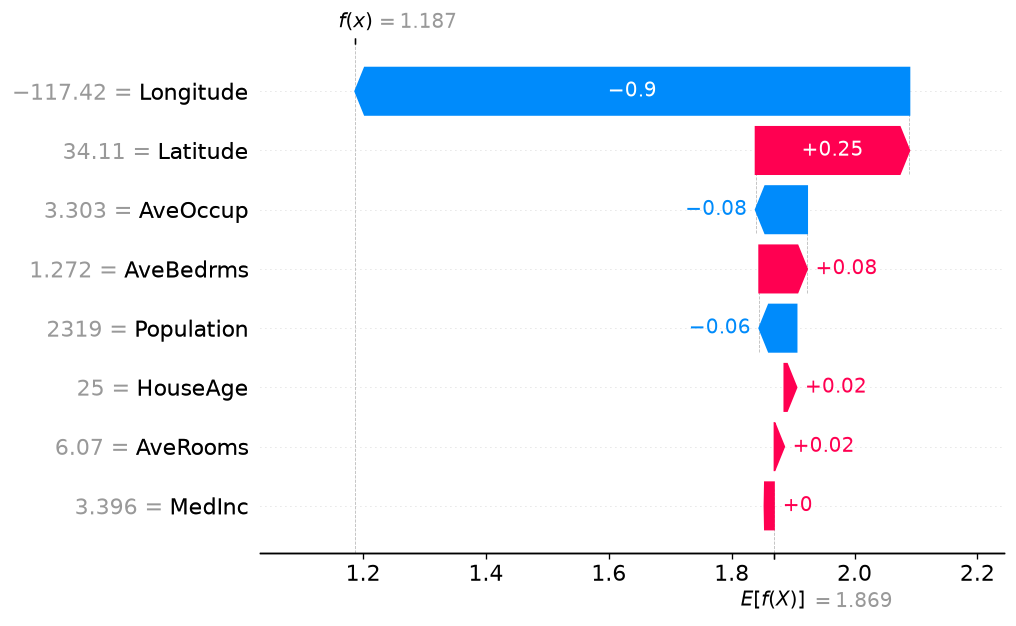 f(x) = 1.187
−117.42 = Longitude −0.9
34.11 = Latitude +0.25
3.303 = AveOccup −0.08
1.272 = AveBedrms +0.08
2319 = Population −0.06
25 = HouseAge +0.02
6.07 = AveRooms +0.02
3.396 = MedInc +0
1.2 1.4 1.6 1.8 2.0 2.2
E[f(X)] = 1.869